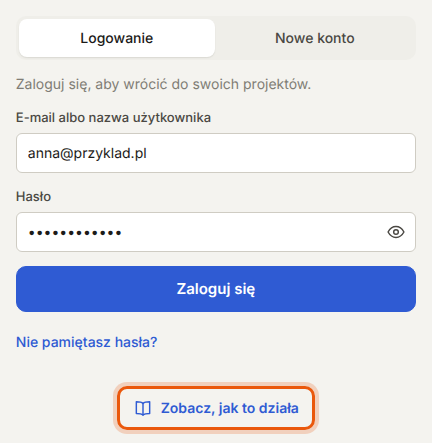 Logowanie
Nowe konto
Zaloguj się, aby wrócić do swoich projektów.
E-mail albo nazwa użytkownika
anna@przyklad.pl
Hasło
••••••••••••
Zaloguj się
Nie pamiętasz hasła?
Zobacz, jak to działa